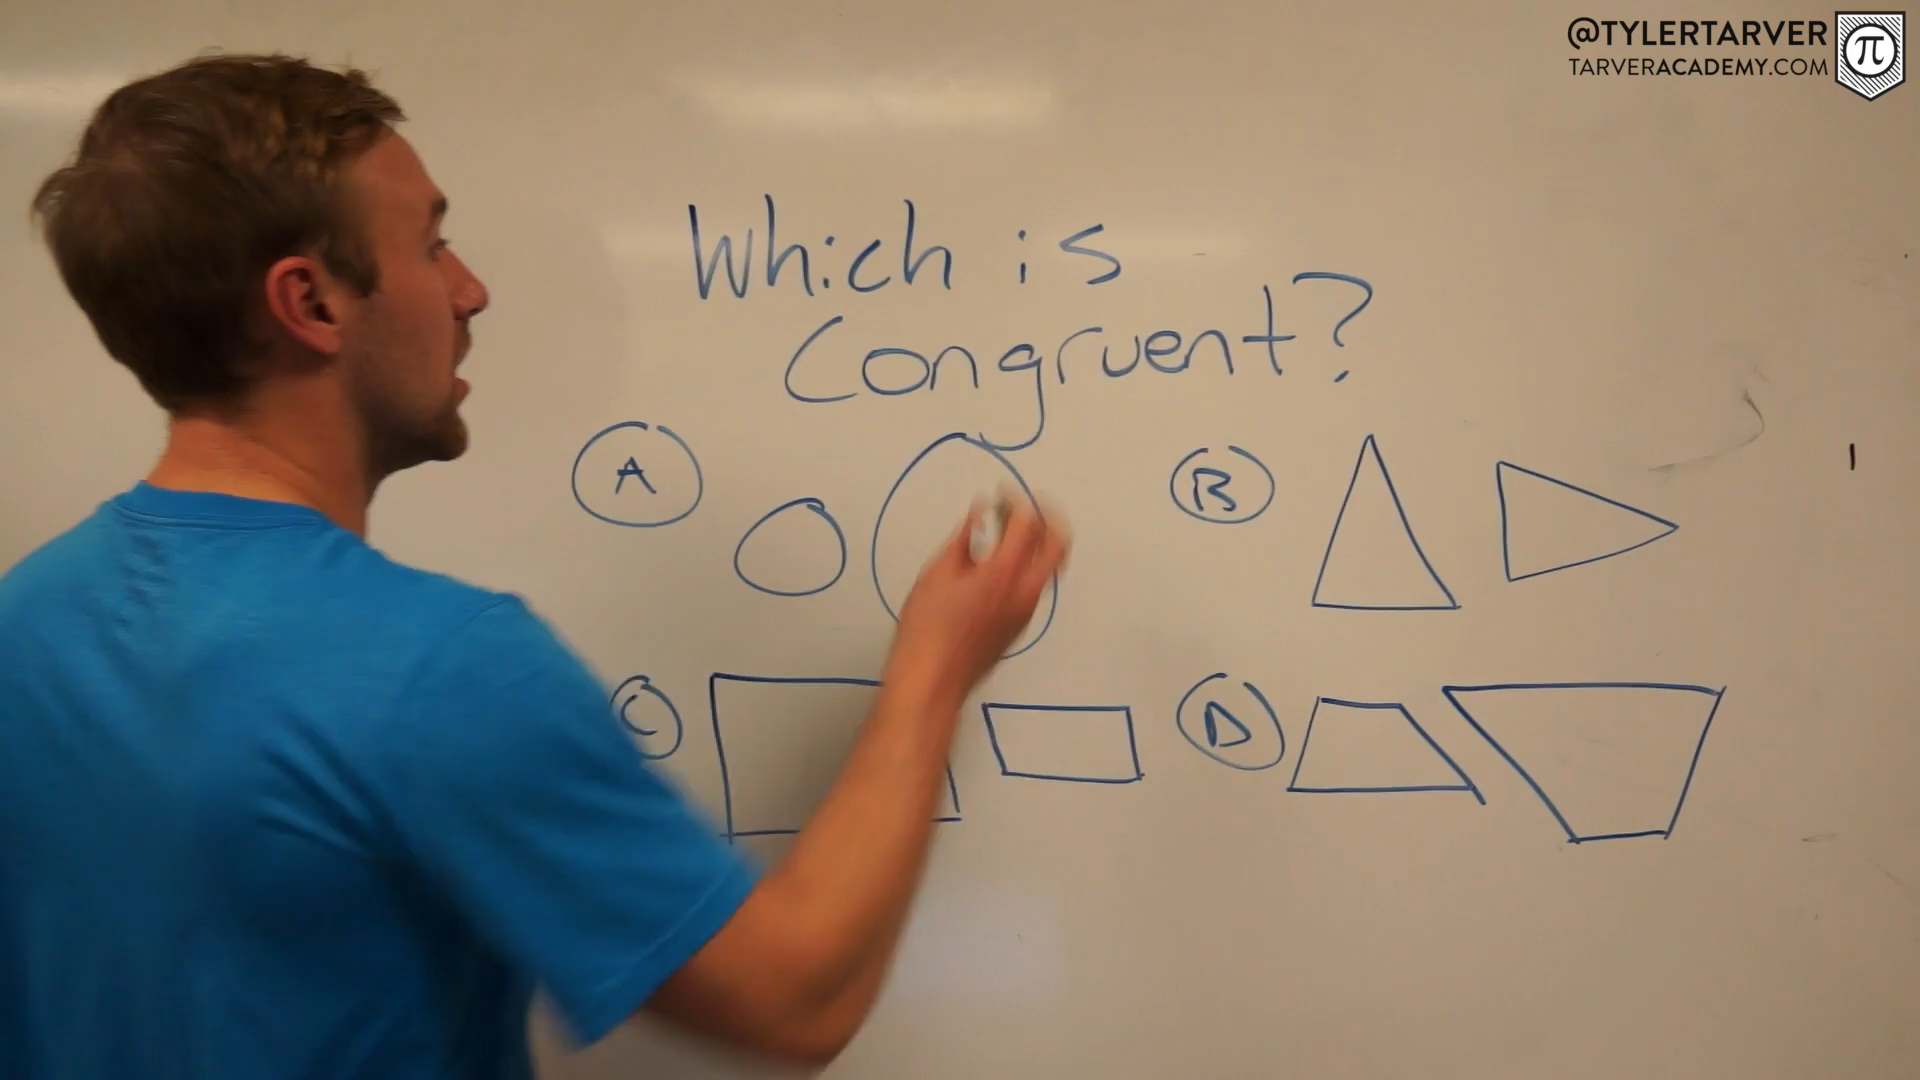 @TYLERTARVER
TARVERACADEMY.COM
π
Which is
Congruent?
A
B
C
D